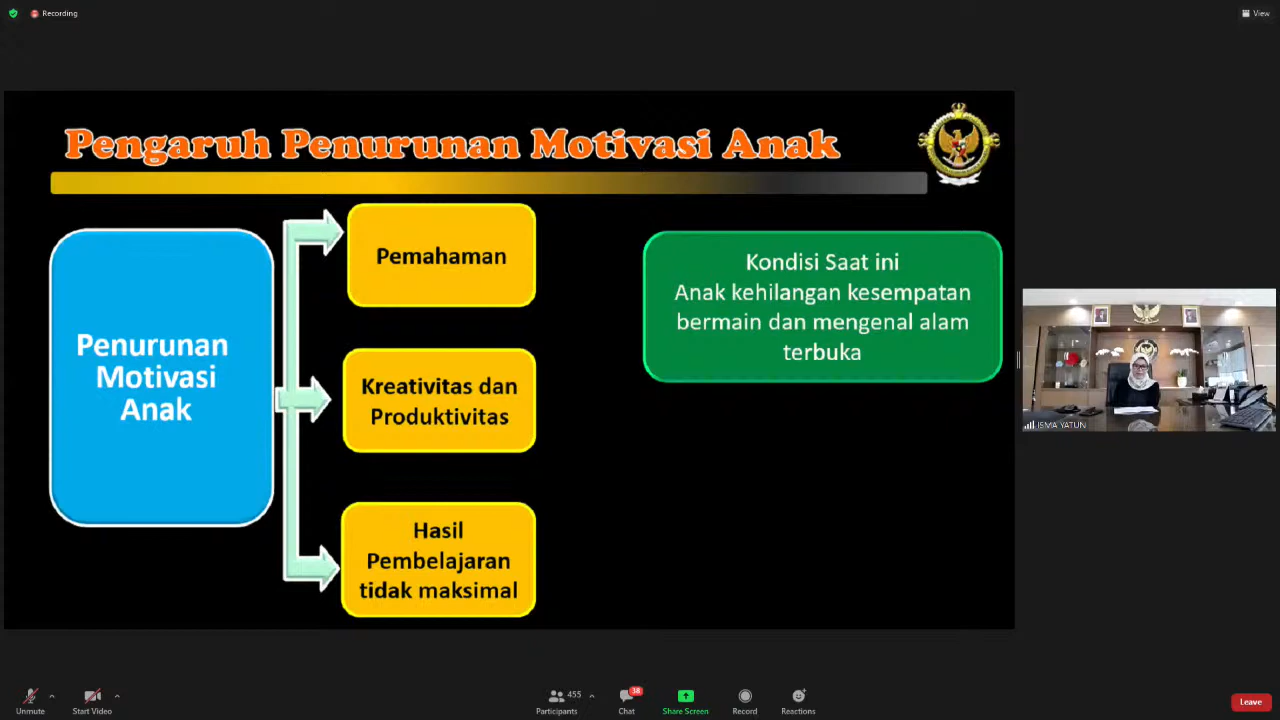 Recording
View
Pengaruh Penurunan Motivasi Anak
Penurunan
Motivasi
Anak
Pemahaman
Kreativitas dan
Produktivitas
Hasil
Pembelajaran
tidak maksimal
Kondisi Saat ini
Anak kehilangan kesempatan
bermain dan mengenal alam
terbuka
ISMA YATUN
Unmute
Start Video
455
Participants
38
Chat
Share Screen
Record
Reactions
Leave